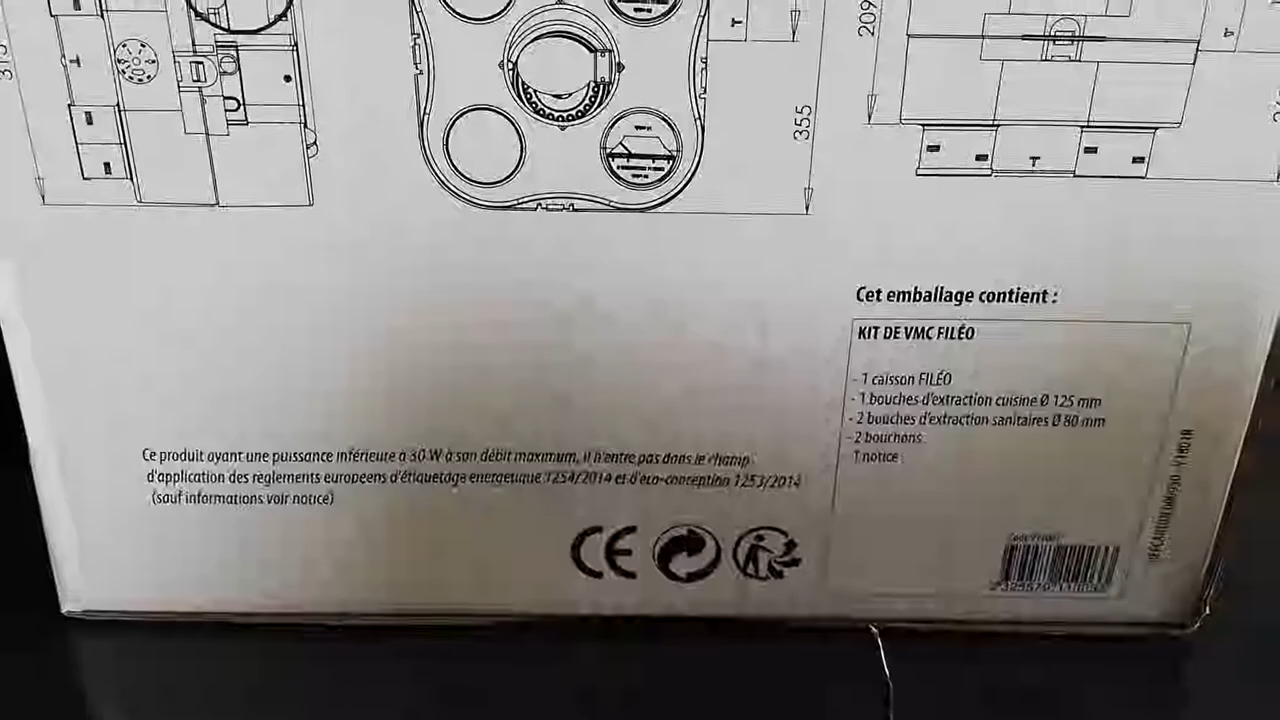 209
355
Cet emballage contient :
KIT DE VMC FILÉO
- 1 caisson FILÉO
- 1 bouches d'extraction cuisine Ø 125 mm
- 2 bouches d'extraction sanitaires Ø 80 mm
- 2 bouchons
1 notice
Ce produit ayant une puissance inférieure à 30 W à son débit maximum, il n'entre pas dans le champ
d'application des règlements européens d'étiquetage energetique 1254/2014 et d'eco-conception 1253/2014
(sauf informations voir notice)
CE